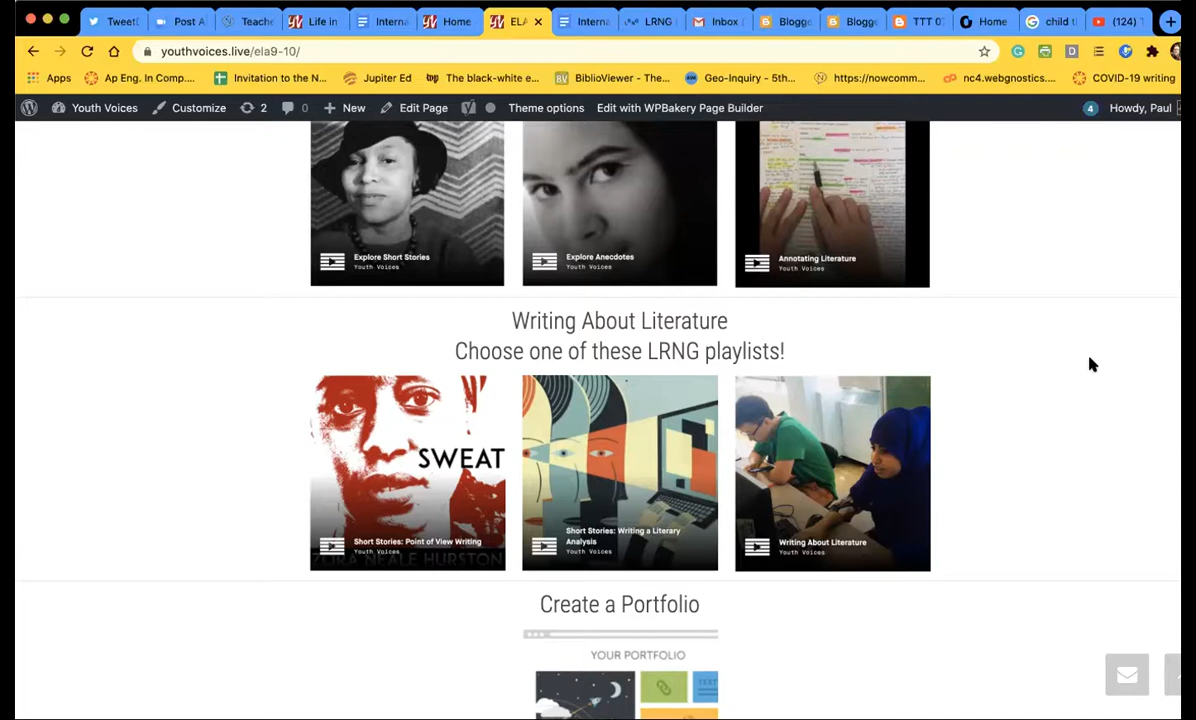 TweetD
Post A
Teache
Life in
Interna
Home
ELA
Interna
LRNG
Inbox (
Blogge
Blogge
TTT 07
Home
child t
(124) T
youthvoices.live/ela9-10/
Apps
Ap Eng. In Comp....
Invitation to the N...
Jupiter Ed
The black-white e...
BiblioViewer - The...
Geo-Inquiry - 5th...
https://nowcomm...
nc4.webgnostics....
COVID-19 writing
Youth Voices
Customize
2
0
New
Edit Page
Theme options
Edit with WPBakery Page Builder
4
Howdy, Paul
Explore Short Stories
Youth Voices
Explore Anecdotes
Youth Voices
Annotating Literature
Youth Voices
Writing About Literature
Choose one of these LRNG playlists!
SWEAT
Short Stories: Point of View Writing
Youth Voices
ZORA NEALE HURSTON
Short Stories: Writing a Literary
Analysis
Youth Voices
Writing About Literature
Youth Voices
Create a Portfolio
YOUR PORTFOLIO
TEXT